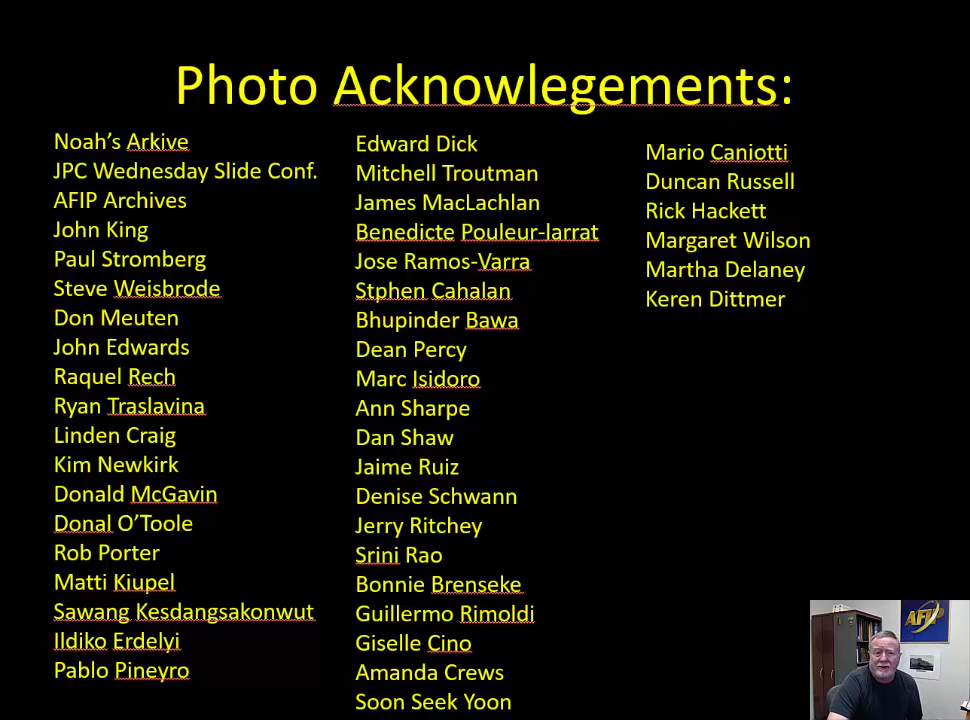 Photo Acknowlegements:
Noah's Arkive
JPC Wednesday Slide Conf.
AFIP Archives
John King
Paul Stromberg
Steve Weisbrode
Don Meuten
John Edwards
Raquel Rech
Ryan Traslavina
Linden Craig
Kim Newkirk
Donald McGavin
Donal O'Toole
Rob Porter
Matti Kiupel
Sawang Kesdangsakonwut
Ildiko Erdelyi
Pablo Pineyro
Edward Dick
Mitchell Troutman
James MacLachlan
Benedicte Pouleur-larrat
Jose Ramos-Varra
Stphen Cahalan
Bhupinder Bawa
Dean Percy
Marc Isidoro
Ann Sharpe
Dan Shaw
Jaime Ruiz
Denise Schwann
Jerry Ritchey
Srini Rao
Bonnie Brenseke
Guillermo Rimoldi
Giselle Cino
Amanda Crews
Soon Seek Yoon
Mario Caniotti
Duncan Russell
Rick Hackett
Margaret Wilson
Martha Delaney
Keren Dittmer
AFIP